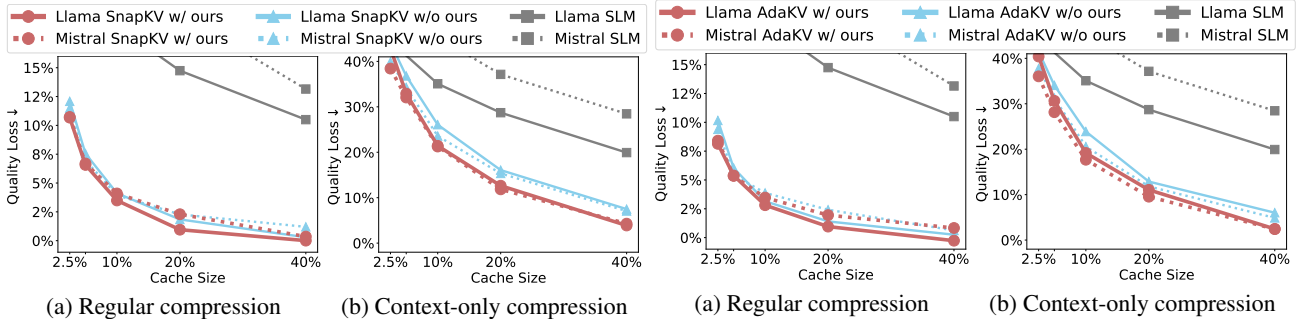 Llama SnapKV w/ ours
Llama SnapKV w/o ours
Llama SLM
Mistral SnapKV w/ ours
Mistral SnapKV w/o ours
Mistral SLM
Quality Loss ↓
15%
12%
10%
8%
5%
2%
0%
2.5% 10% 20% 40%
Cache Size
(a) Regular compression
Quality Loss ↓
40%
30%
20%
10%
0%
2.5% 10% 20% 40%
Cache Size
(b) Context-only compression
Llama AdaKV w/ ours
Llama AdaKV w/o ours
Llama SLM
Mistral AdaKV w/ ours
Mistral AdaKV w/o ours
Mistral SLM
Quality Loss ↓
15%
12%
10%
8%
5%
2%
0%
2.5% 10% 20% 40%
Cache Size
(a) Regular compression
Quality Loss ↓
40%
30%
20%
10%
0%
2.5% 10% 20% 40%
Cache Size
(b) Context-only compression